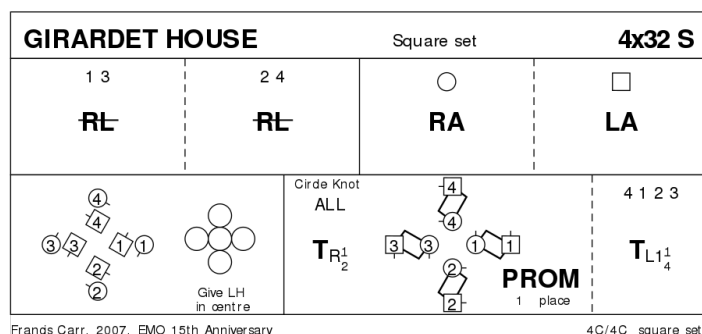 GIRARDET HOUSE Square set 4x32 S
1 3 2 4
RL RL RA LA
Circle Knot
ALL
4 1 2 3
TR½ TL1¼
4
4
3 3 1 1
2
2
4
4
3 3 1 1
2
2
Give LH
in centre
PROM
1 place
Francis Carr, 2007, EMO 15th Anniversary 4C/4C square set